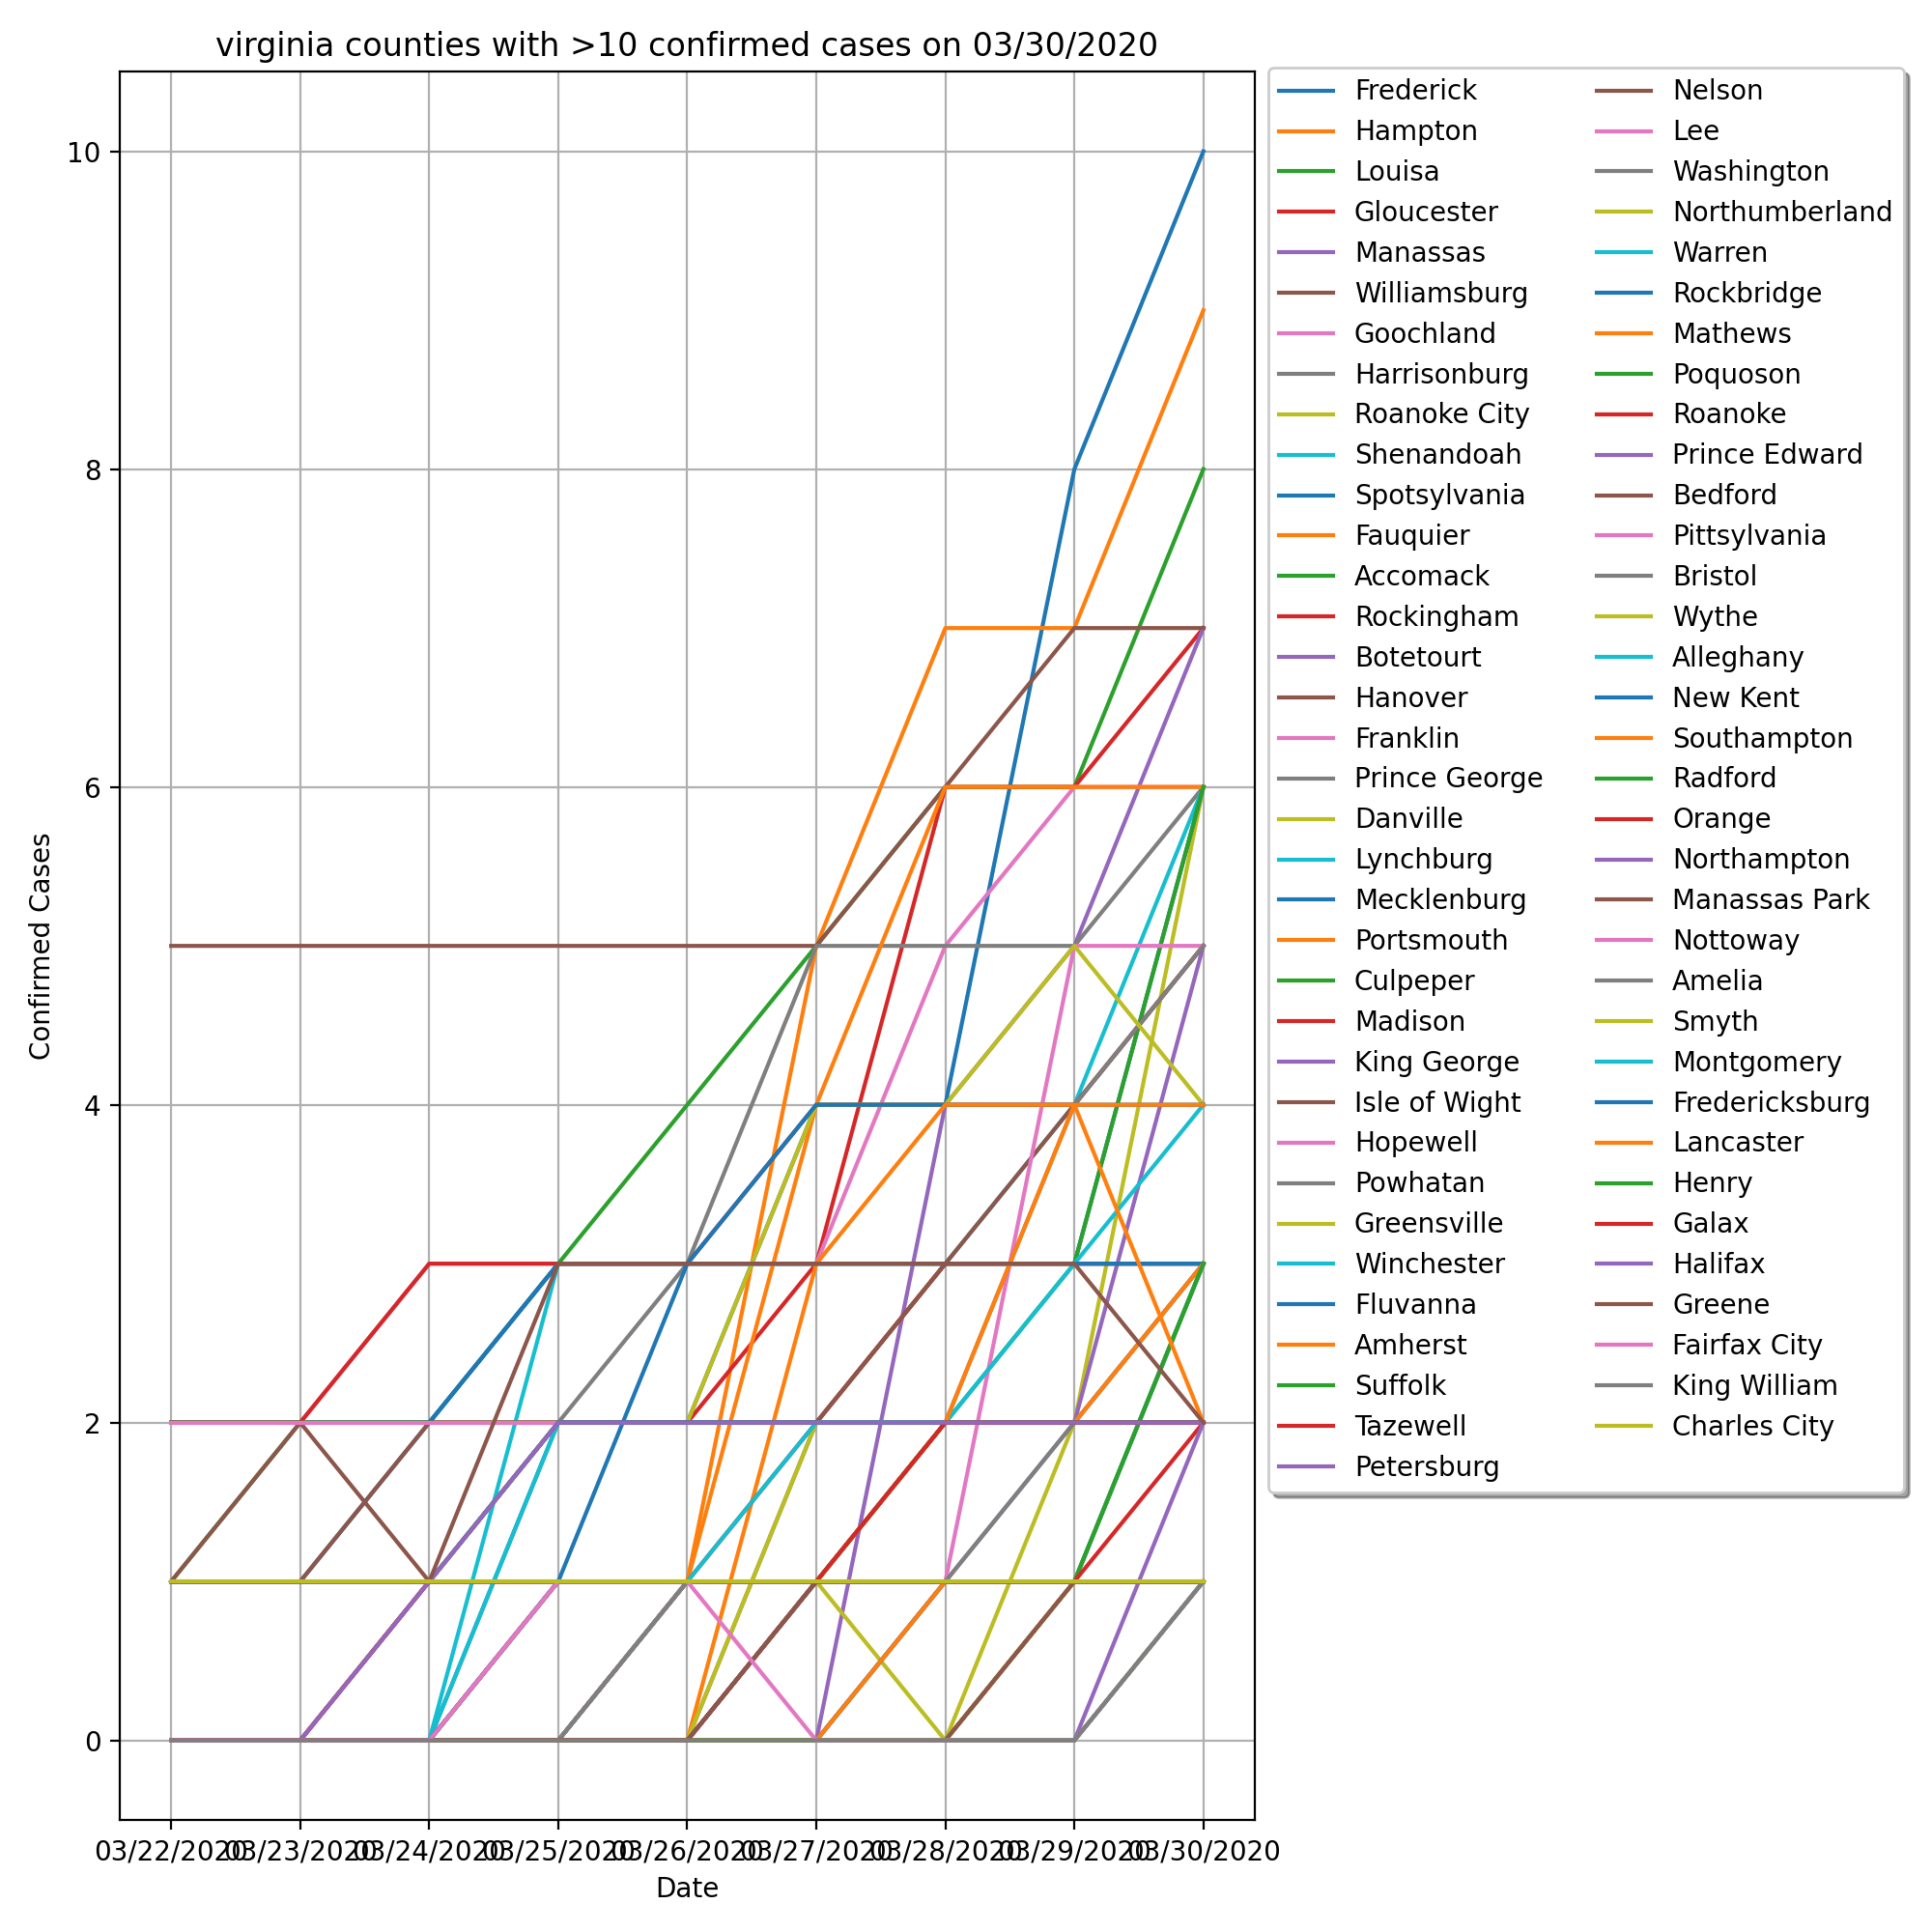 virginia counties with >10 confirmed cases on 03/30/2020
Confirmed Cases
10
8
6
4
2
0
03/22/2020
03/23/2020
03/24/2020
03/25/2020
03/26/2020
03/27/2020
03/28/2020
03/29/2020
03/30/2020
Date
Frederick
Hampton
Louisa
Gloucester
Manassas
Williamsburg
Goochland
Harrisonburg
Roanoke City
Shenandoah
Spotsylvania
Fauquier
Accomack
Rockingham
Botetourt
Hanover
Franklin
Prince George
Danville
Lynchburg
Mecklenburg
Portsmouth
Culpeper
Madison
King George
Isle of Wight
Hopewell
Powhatan
Greensville
Winchester
Fluvanna
Amherst
Suffolk
Tazewell
Petersburg
Nelson
Lee
Washington
Northumberland
Warren
Rockbridge
Mathews
Poquoson
Roanoke
Prince Edward
Bedford
Pittsylvania
Bristol
Wythe
Alleghany
New Kent
Southampton
Radford
Orange
Northampton
Manassas Park
Nottoway
Amelia
Smyth
Montgomery
Fredericksburg
Lancaster
Henry
Galax
Halifax
Greene
Fairfax City
King William
Charles City